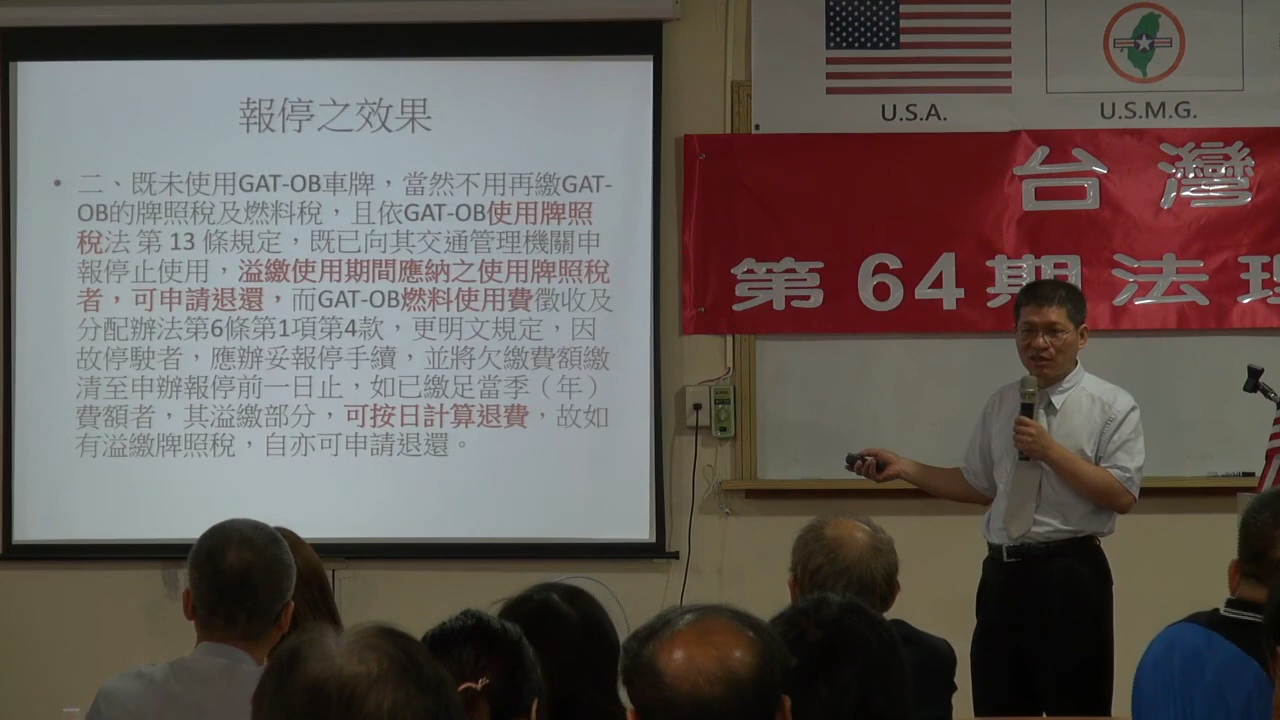 報停之效果
• 二、既未使用GAT-OB車牌，當然不用再繳GAT-
OB的牌照稅及燃料稅，且依GAT-OB使用牌照
稅法 第 13 條規定，既已向其交通管理機關申
報停止使用，溢繳使用期間應納之使用牌照稅
者，可申請退還，而GAT-OB燃料使用費徵收及
分配辦法第6條第1項第4款，更明文規定，因
故停駛者，應辦妥報停手續，並將欠繳費額繳
清至申辦報停前一日止，如已繳足當季（年）
費額者，其溢繳部分，可按日計算退費，故如
有溢繳牌照稅，自亦可申請退還。
U.S.A.
U.S.M.G.
台灣
第64期法理